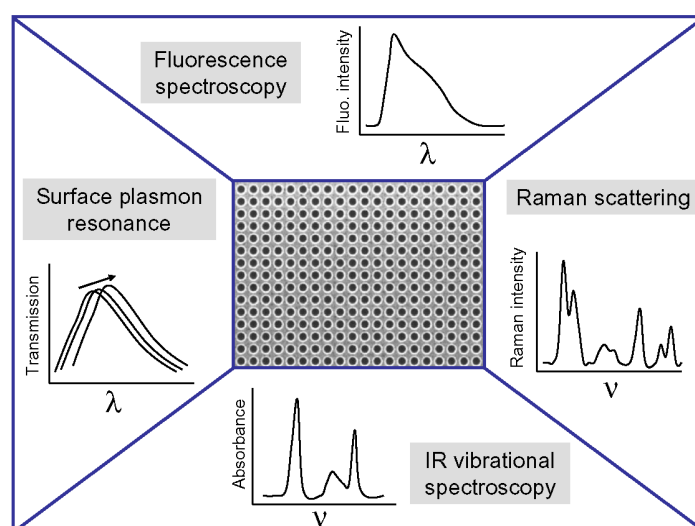 Fluorescence
spectroscopy
Fluo. intensity
λ
Surface plasmon
resonance
Transmission
λ
Raman scattering
Raman intensity
ν
Absorbance
ν
IR vibrational
spectroscopy